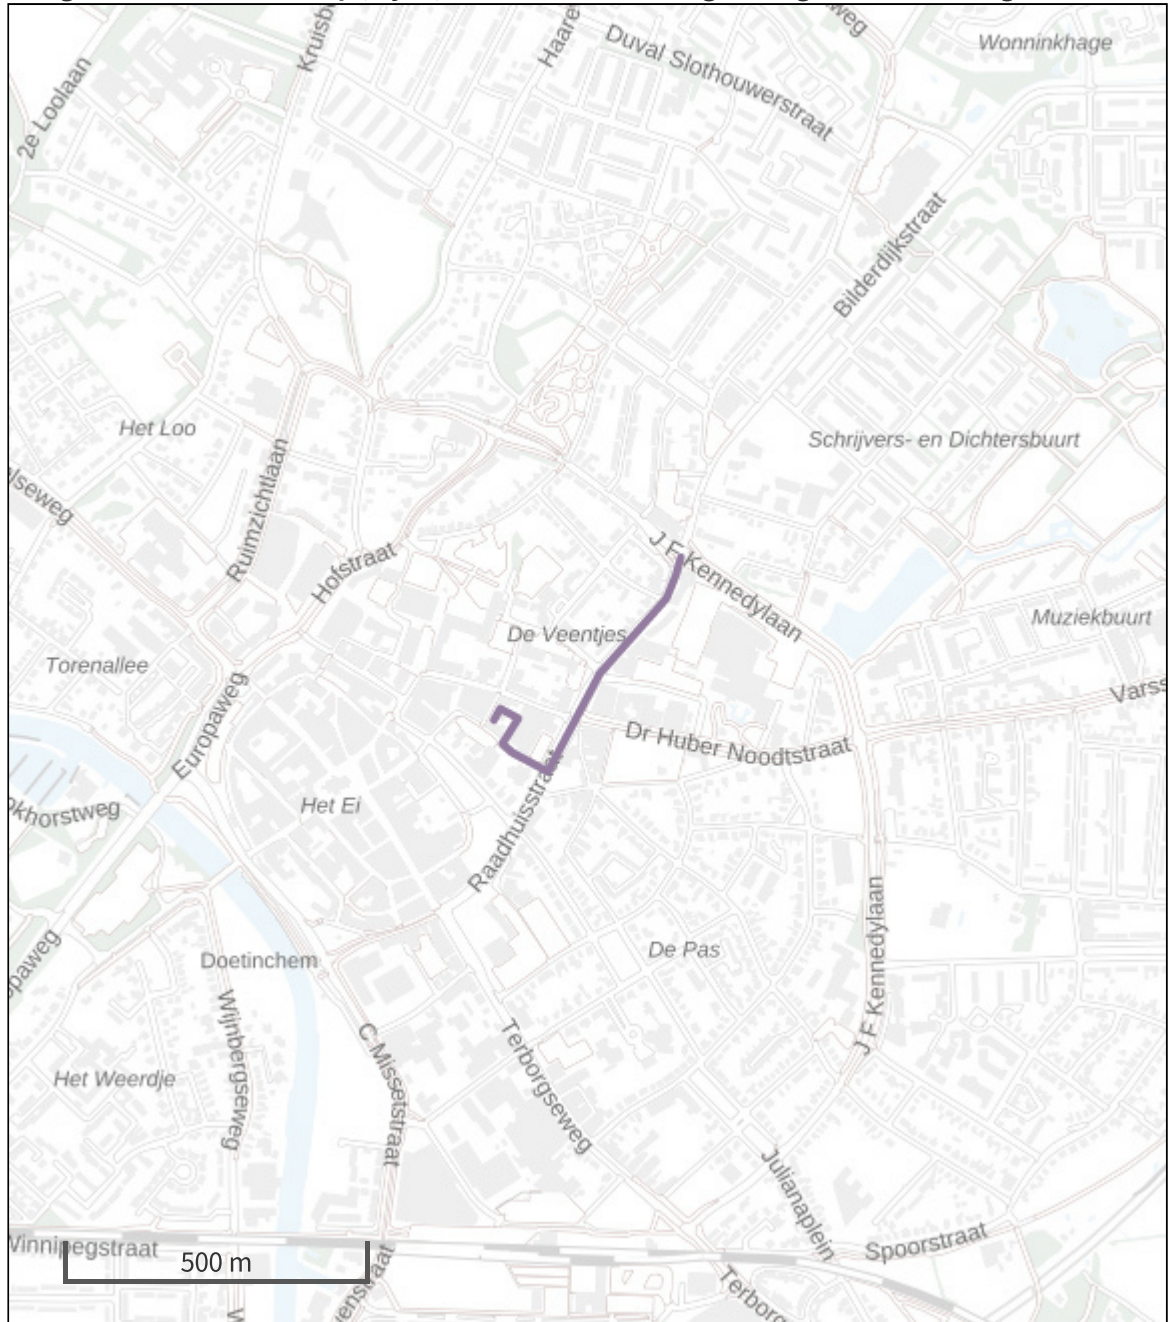 Wonninkhage
Duval Slothouwerstraat
2e Loolaan
Bilderdijkstraat
Het Loo
Schrijvers- en Dichtersbuurt
Ruimzichtlaan
Hofstraat
J F Kennedylaan
De Veentjes
Muziekbuurt
Torenallee
Europaweg
Dr Huber Noodtstraat
Het Ei
Raadhuisstraat
De Pas
Doetinchem
J F Kennedylaan
Wijnbergseweg
C Missetstraat
Terborgseweg
Het Weerdje
Julianaplein
Spoorstraat
Winnipegstraat
500 m